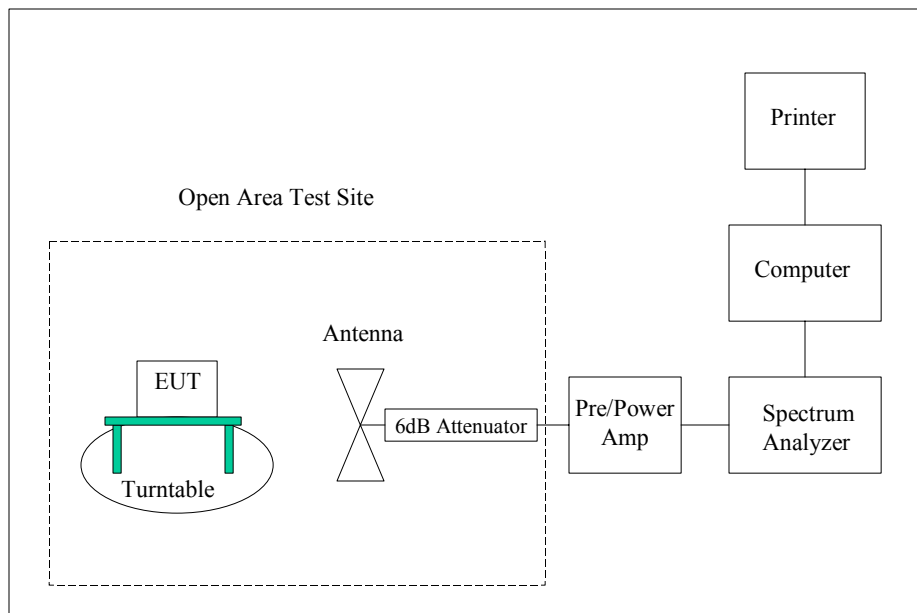 Printer
Open Area Test Site
Computer
Antenna
EUT
Turntable
6dB Attenuator
Pre/Power
Amp
Spectrum
Analyzer